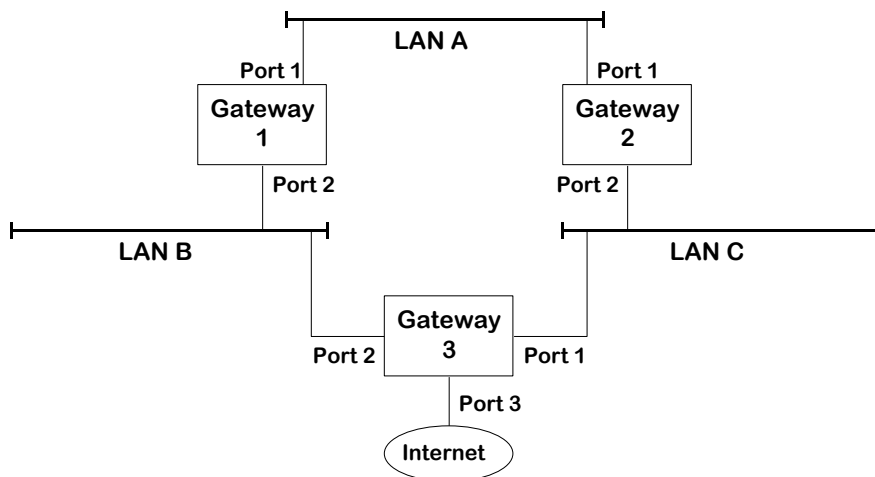 LAN A
Port 1
Port 1
Gateway
1
Gateway
2
Port 2
Port 2
LAN B
LAN C
Gateway
3
Port 2
Port 1
Port 3
Internet